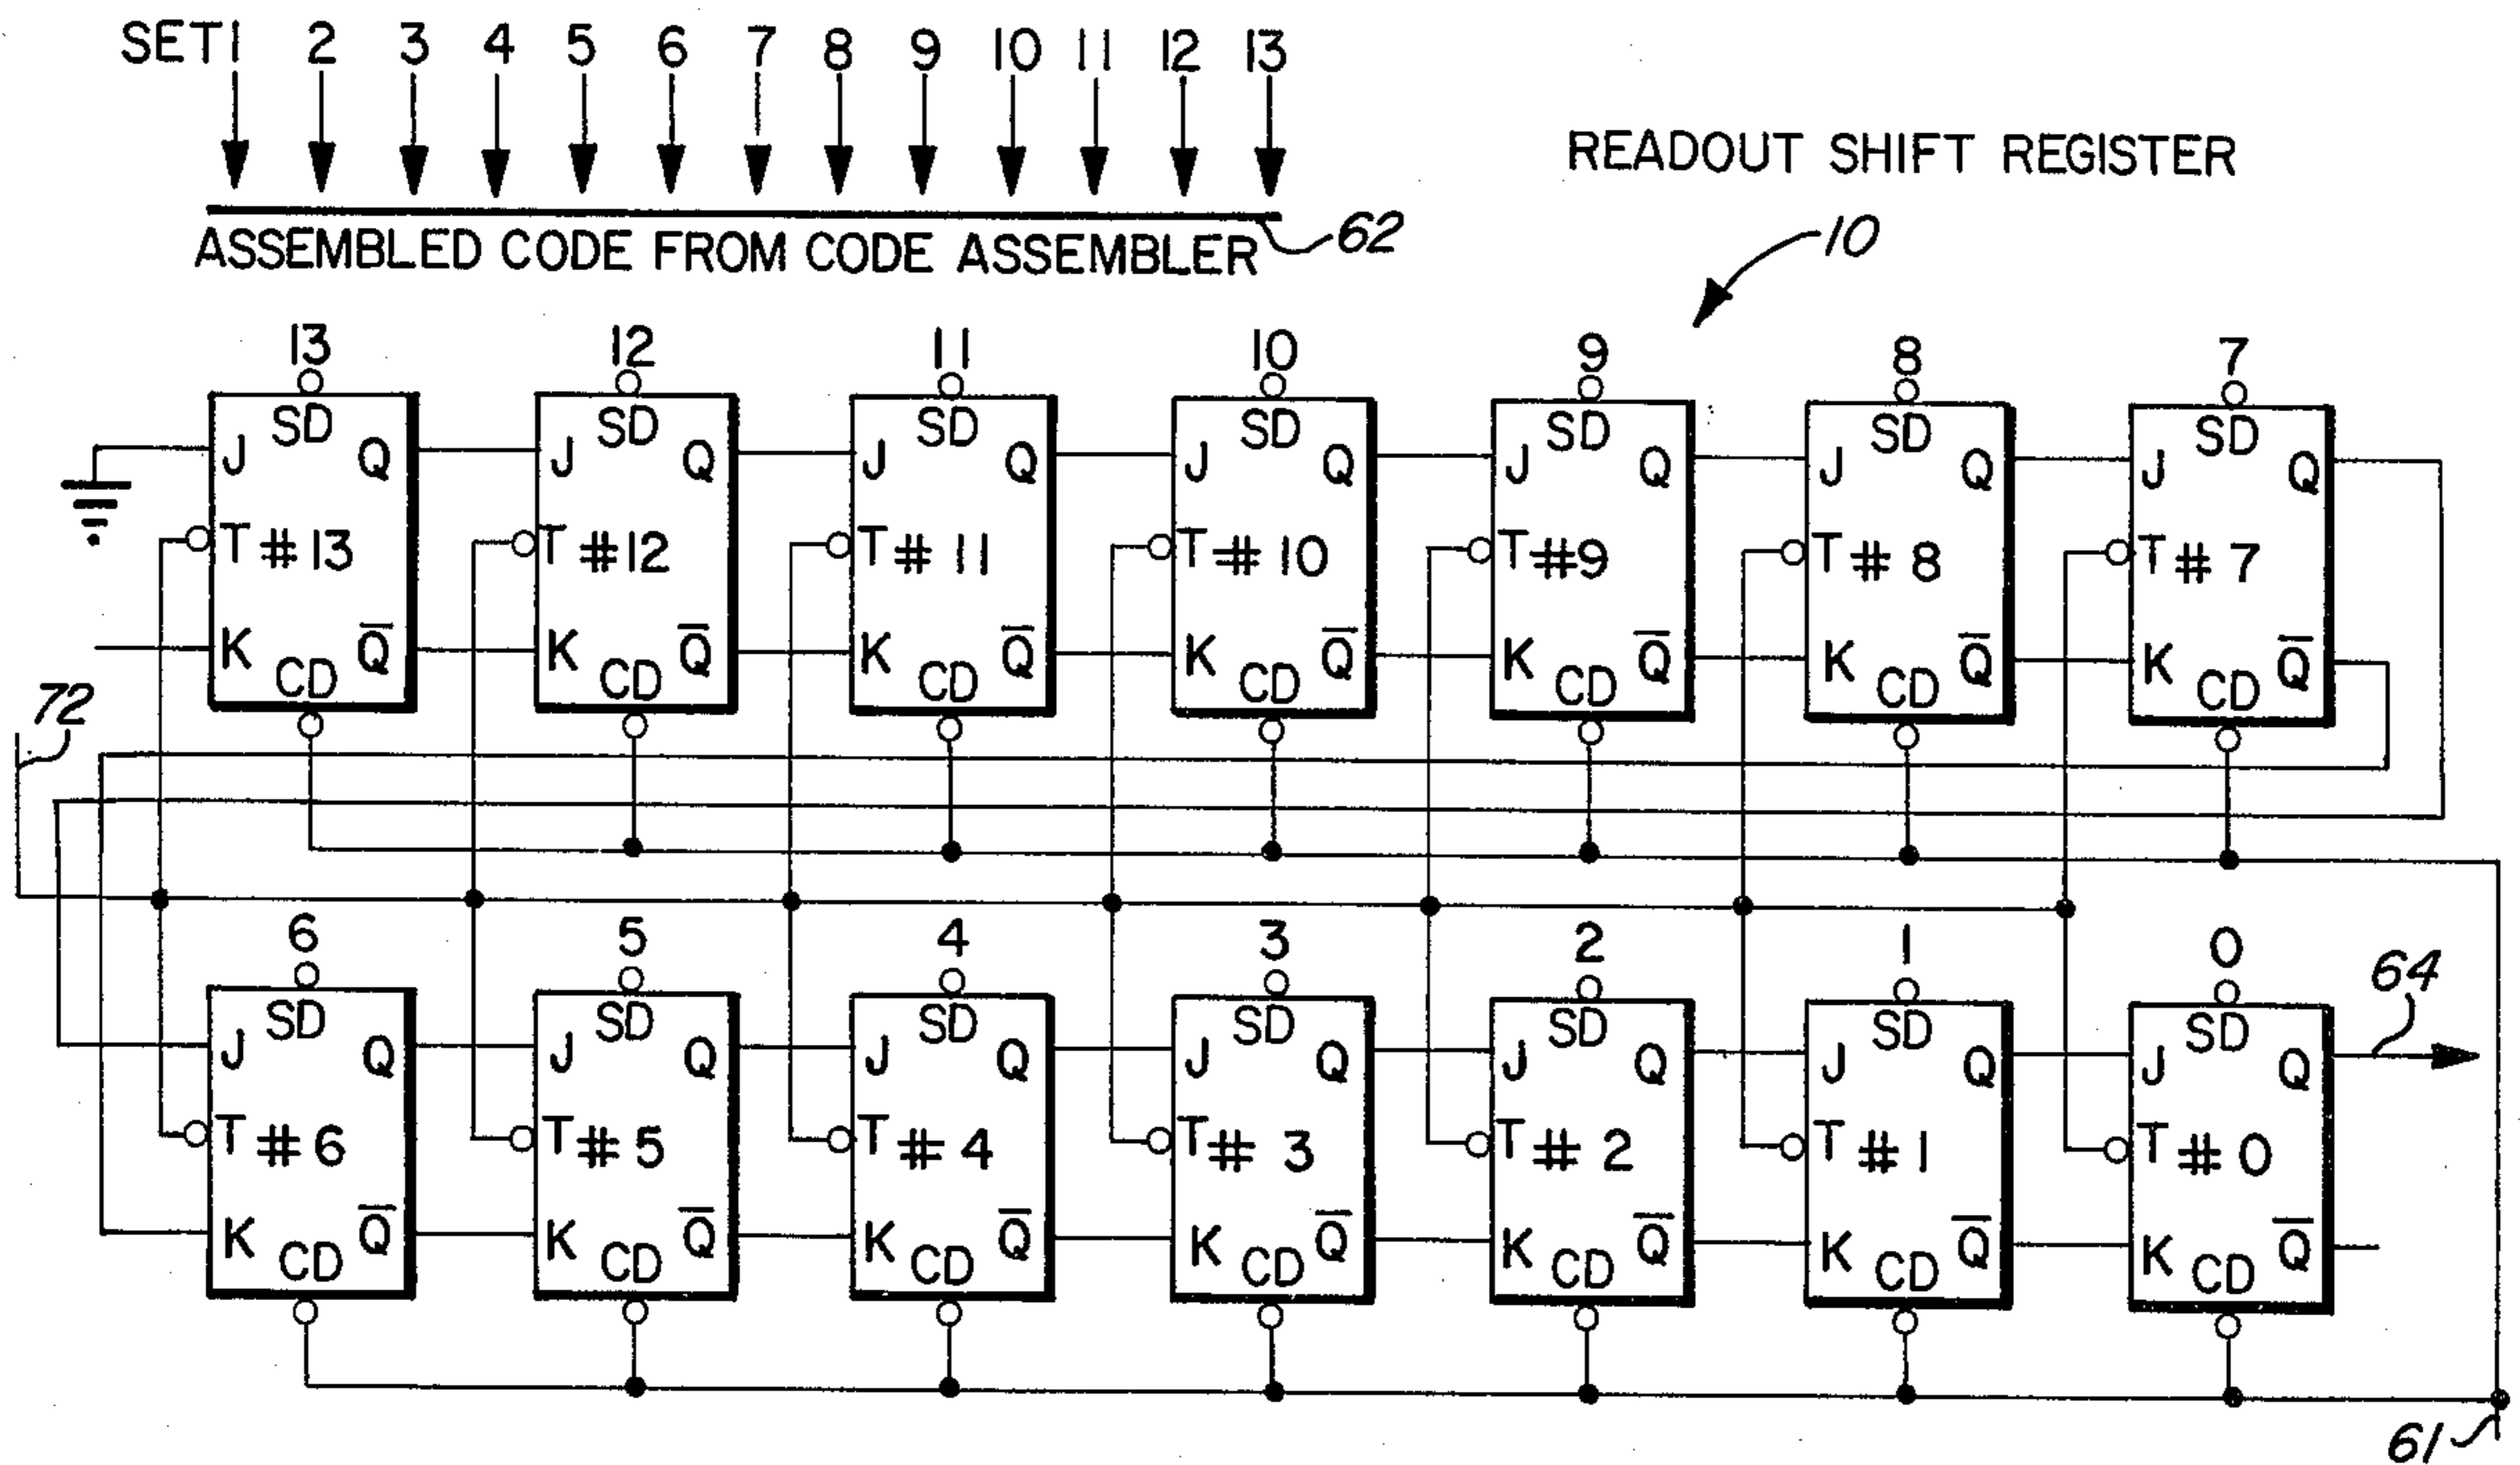 SET 1 2 3 4 5 6 7 8 9 10 11 12 13
READOUT SHIFT REGISTER
ASSEMBLED CODE FROM CODE ASSEMBLER 62
10
13 12 11 10 9 8 7
SD SD SD SD SD SD SD
J Q J Q J Q J Q J Q J Q J Q
T #13 T #12 T #11 T #10 T #9 T #8 T #7
K Q̅ K Q̅ K Q̅ K Q̅ K Q̅ K Q̅ K Q̅
CD CD CD CD CD CD CD
72
6 5 4 3 2 1 0
64
SD SD SD SD SD SD SD
J Q J Q J Q J Q J Q J Q J Q
T #6 T #5 T #4 T #3 T #2 T #1 T #0
K Q̅ K Q̅ K Q̅ K Q̅ K Q̅ K Q̅ K Q̅
CD CD CD CD CD CD CD
61